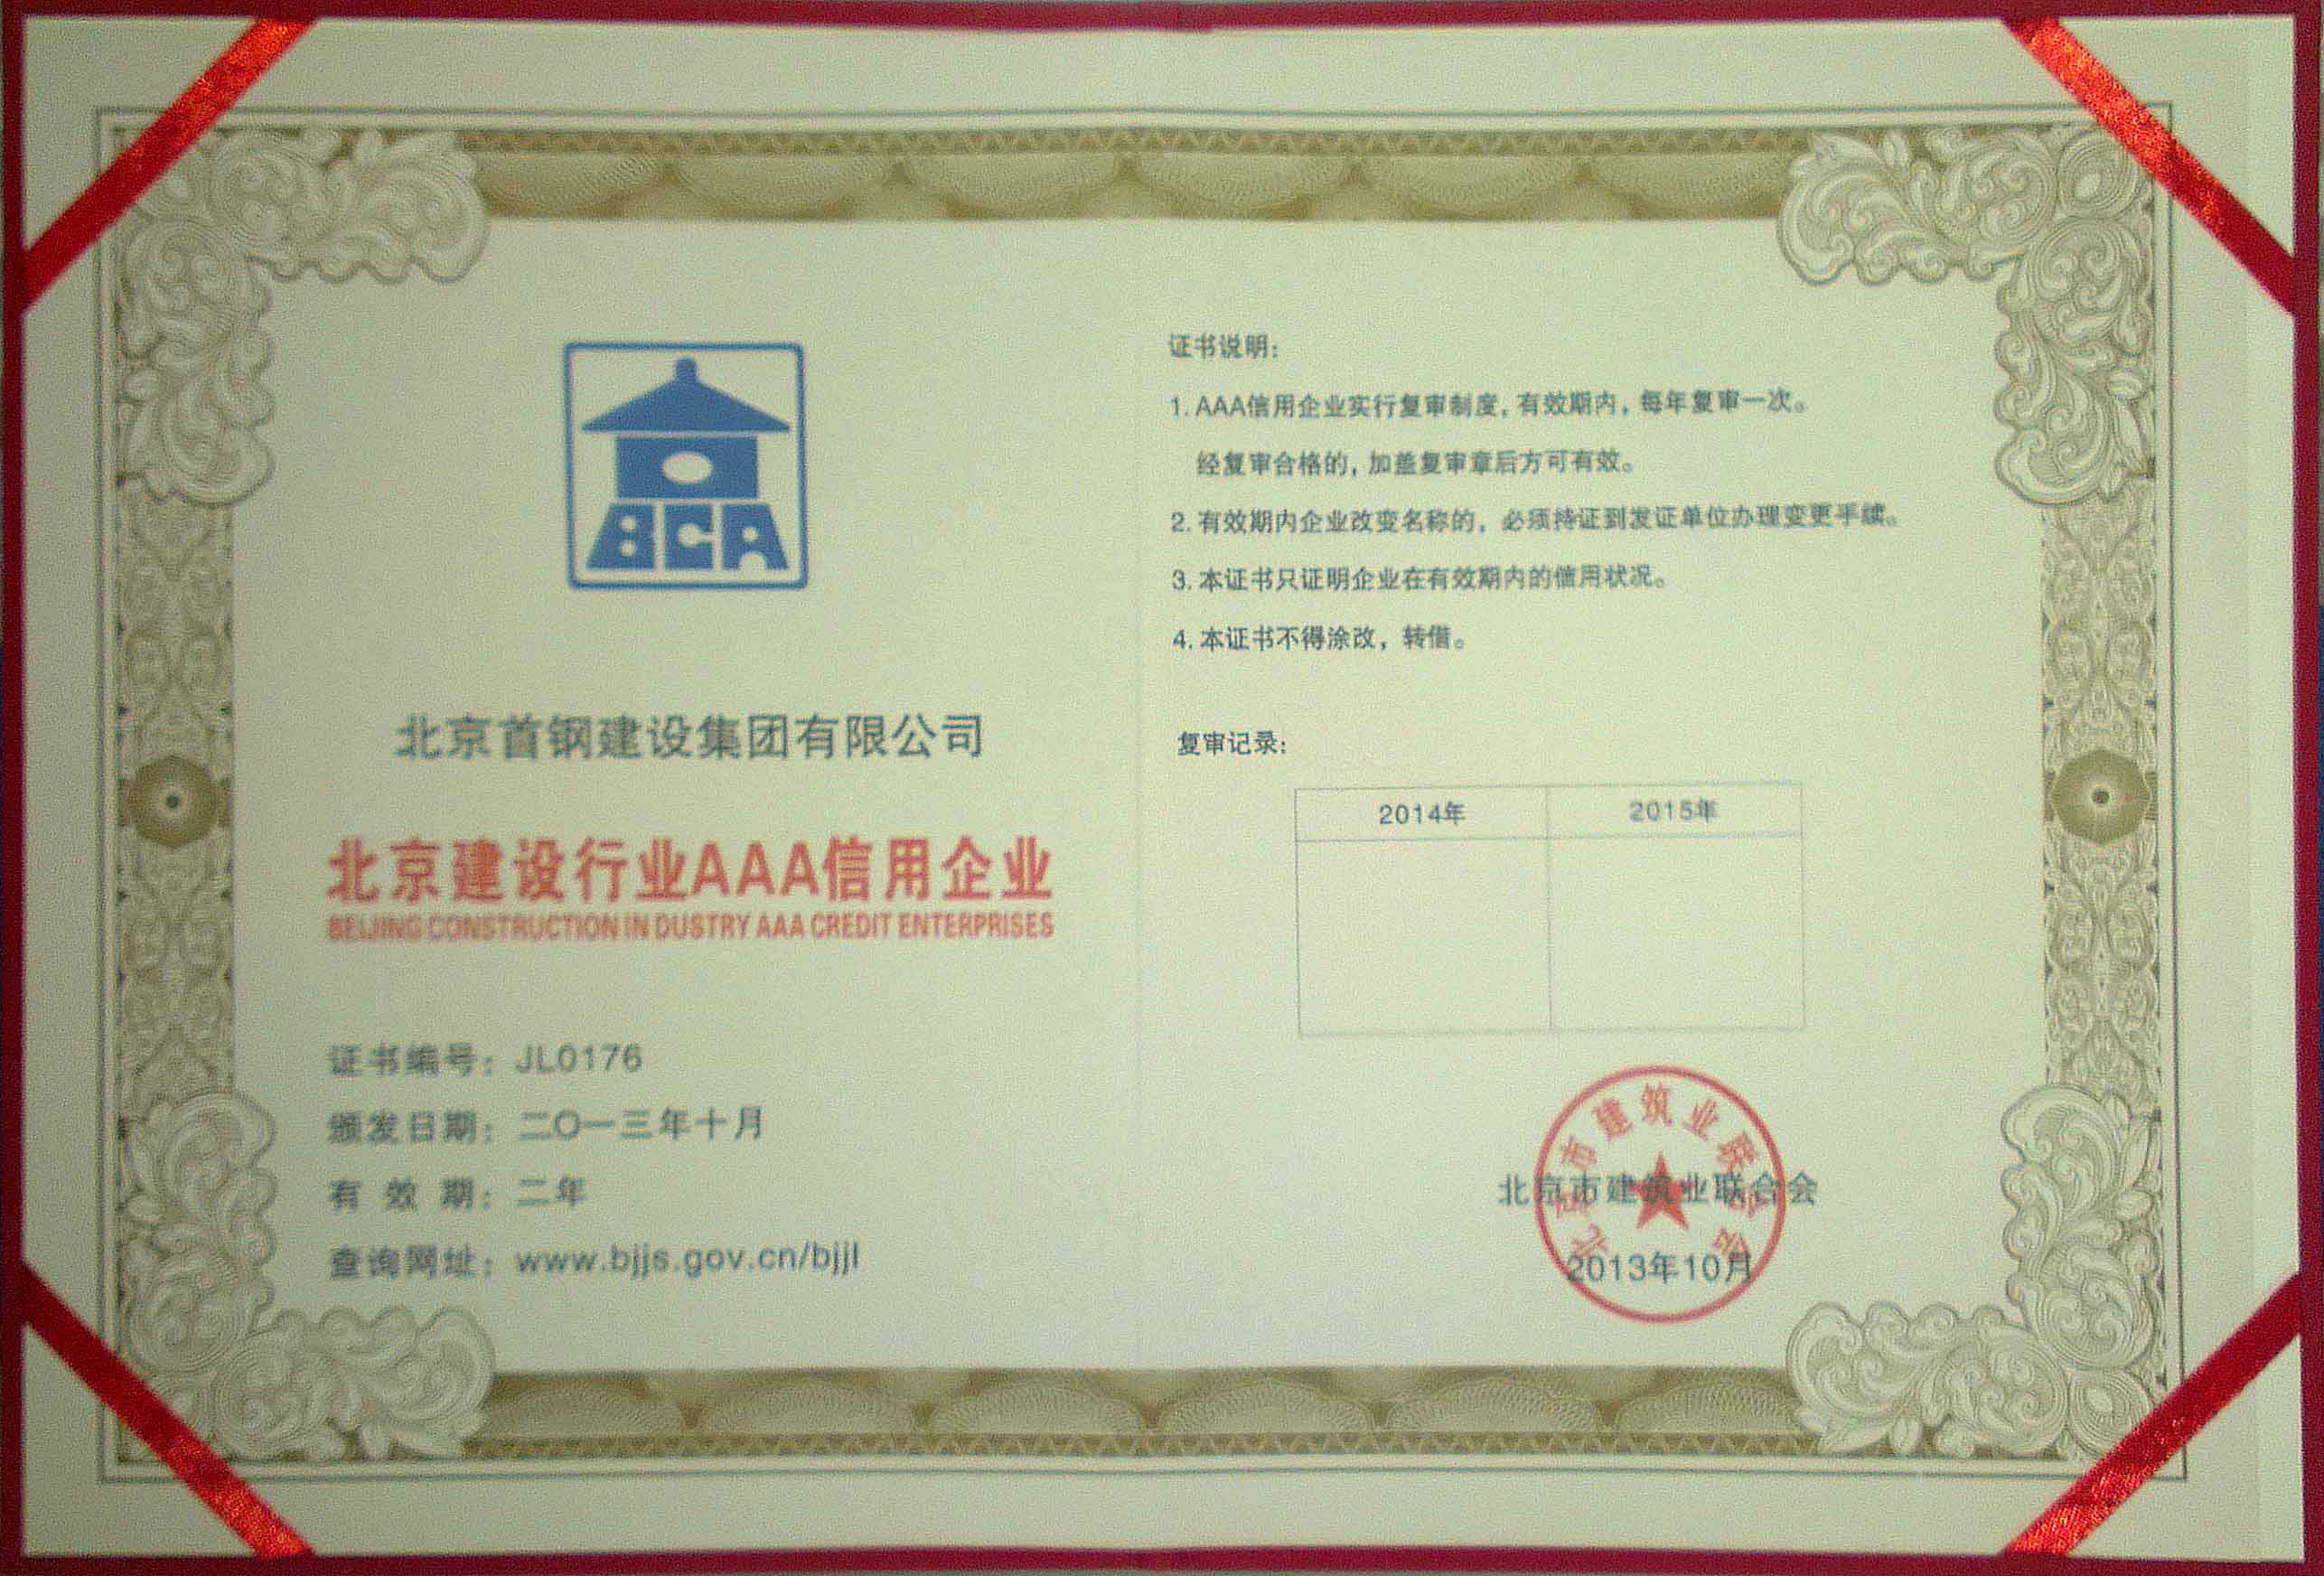 BCA
北京首钢建设集团有限公司
北京建设行业AAA信用企业
BEIJING CONSTRUCTION IN DUSTRY AAA CREDIT ENTERPRISES
证书编号：JL0176
颁发日期：二〇一三年十月
有 效 期：二年
查询网址：www.bjjs.gov.cn/bjjl
证书说明：
1. AAA信用企业实行复审制度，有效期内，每年复审一次。
经复审合格的，加盖复审章后方可有效。
2. 有效期内企业改变名称的，必须持证到发证单位办理变更手续。
3. 本证书只证明企业在有效期内的信用状况。
4. 本证书不得涂改，转借。
复审记录：
2014年 2015年
北京市建筑业联合会
北京市建筑业联合会
2013年10月